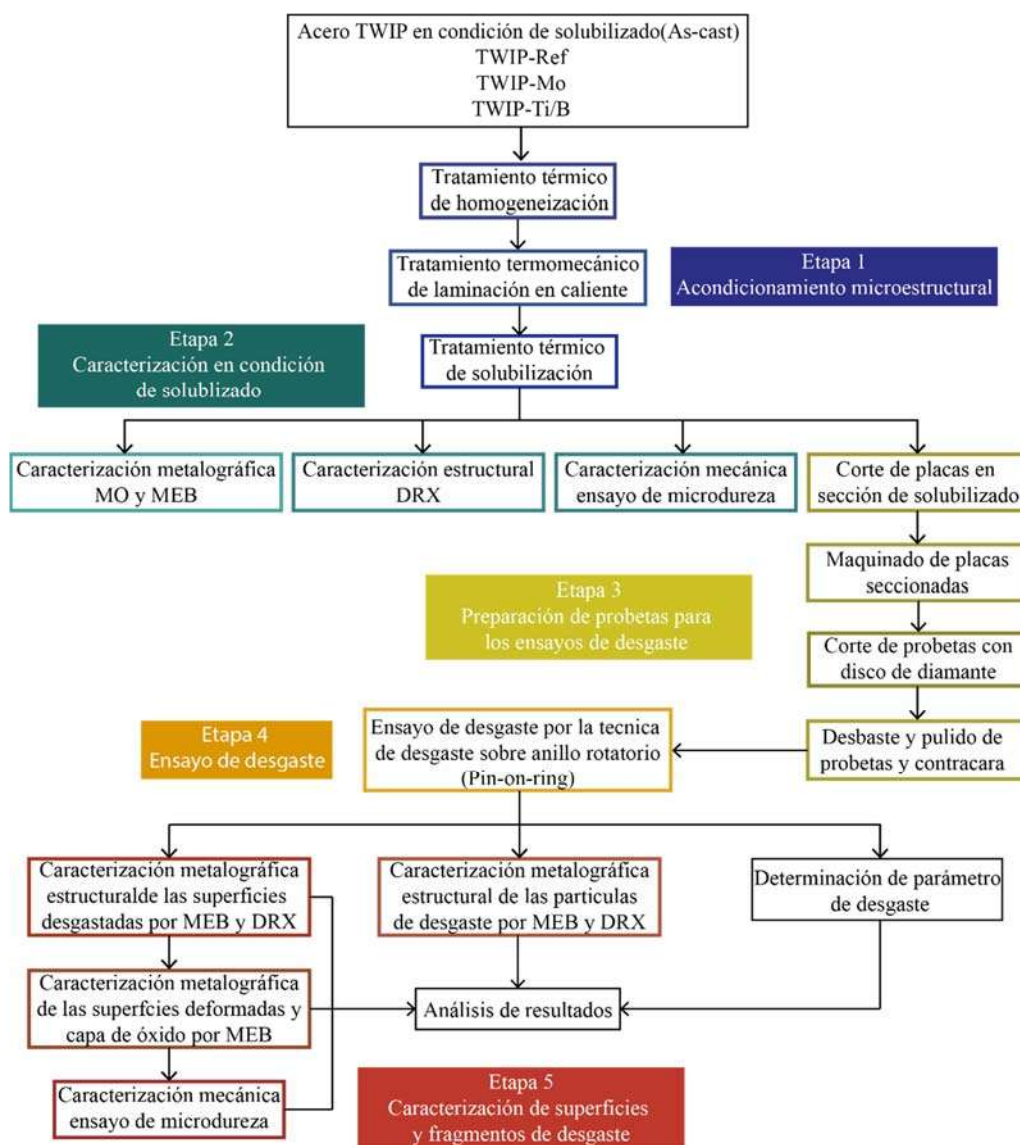 Acero TWIP en condición de solubilizado(As-cast)
TWIP-Ref
TWIP-Mo
TWIP-Ti/B
Tratamiento térmico
de homogeneización
Tratamiento termomecánico
de laminación en caliente
Etapa 1
Acondicionamiento microestructural
Etapa 2
Caracterización en condición
de solublizado
Tratamiento térmico
de solubilización
Caracterización metalográfica
MO y MEB
Caracterización estructural
DRX
Caracterización mecánica
ensayo de microdureza
Corte de placas en
sección de solubilizado
Maquinado de placas
seccionadas
Etapa 3
Preparación de probetas para
los ensayos de desgaste
Corte de probetas con
disco de diamante
Desbaste y pulido de
probetas y contracara
Etapa 4
Ensayo de desgaste
Ensayo de desgaste por la tecnica
de desgaste sobre anillo rotatorio
(Pin-on-ring)
Caracterización metalográfica
estructuralde las superficies
desgastadas por MEB y DRX
Caracterización metalográfica
estructural de las particulas
de desgaste por MEB y DRX
Determinación de parámetro
de desgaste
Caracterización metalográfica
de las superfcies deformadas y
capa de óxido por MEB
Análisis de resultados
Caracterización mecánica
ensayo de microdureza
Etapa 5
Caracterización de superficies
y fragmentos de desgaste